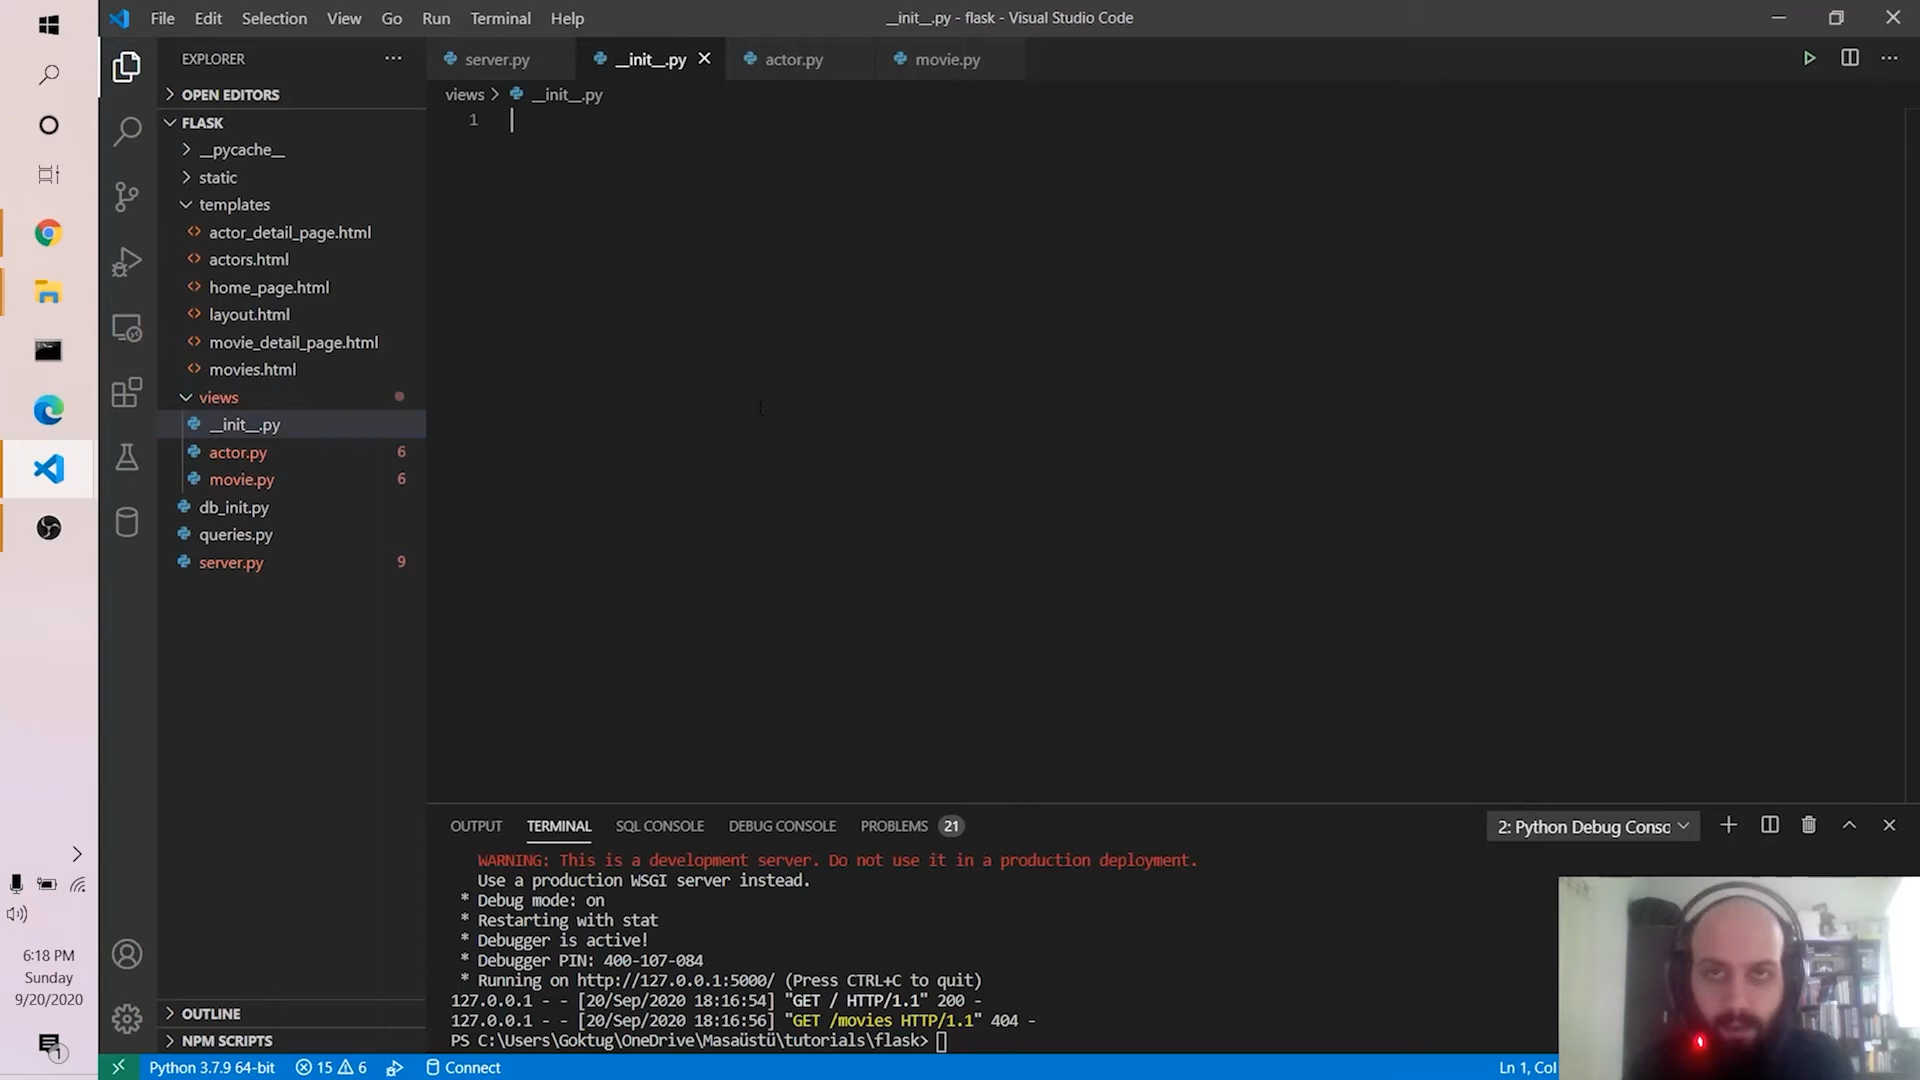 File Edit Selection View Go Run Terminal Help
__init__.py - flask - Visual Studio Code
EXPLORER
OPEN EDITORS
FLASK
__pycache__
static
templates
actor_detail_page.html
actors.html
home_page.html
layout.html
movie_detail_page.html
movies.html
views
__init__.py
actor.py 6
movie.py 6
db_init.py
queries.py
server.py 9
OUTLINE
NPM SCRIPTS
server.py __init__.py actor.py movie.py
views > __init__.py
1
OUTPUT TERMINAL SQL CONSOLE DEBUG CONSOLE PROBLEMS 21
2: Python Debug Consc
WARNING: This is a development server. Do not use it in a production deployment.
Use a production WSGI server instead.
* Debug mode: on
* Restarting with stat
* Debugger is active!
* Debugger PIN: 400-107-084
* Running on http://127.0.0.1:5000/ (Press CTRL+C to quit)
127.0.0.1 - - [20/Sep/2020 18:16:54] "GET / HTTP/1.1" 200 -
127.0.0.1 - - [20/Sep/2020 18:16:56] "GET /movies HTTP/1.1" 404 -
PS C:\Users\Goktug\OneDrive\Masaüstü\tutorials\flask>
6:18 PM
Sunday
9/20/2020
1
Python 3.7.9 64-bit 15 6 Connect
Ln 1, Col